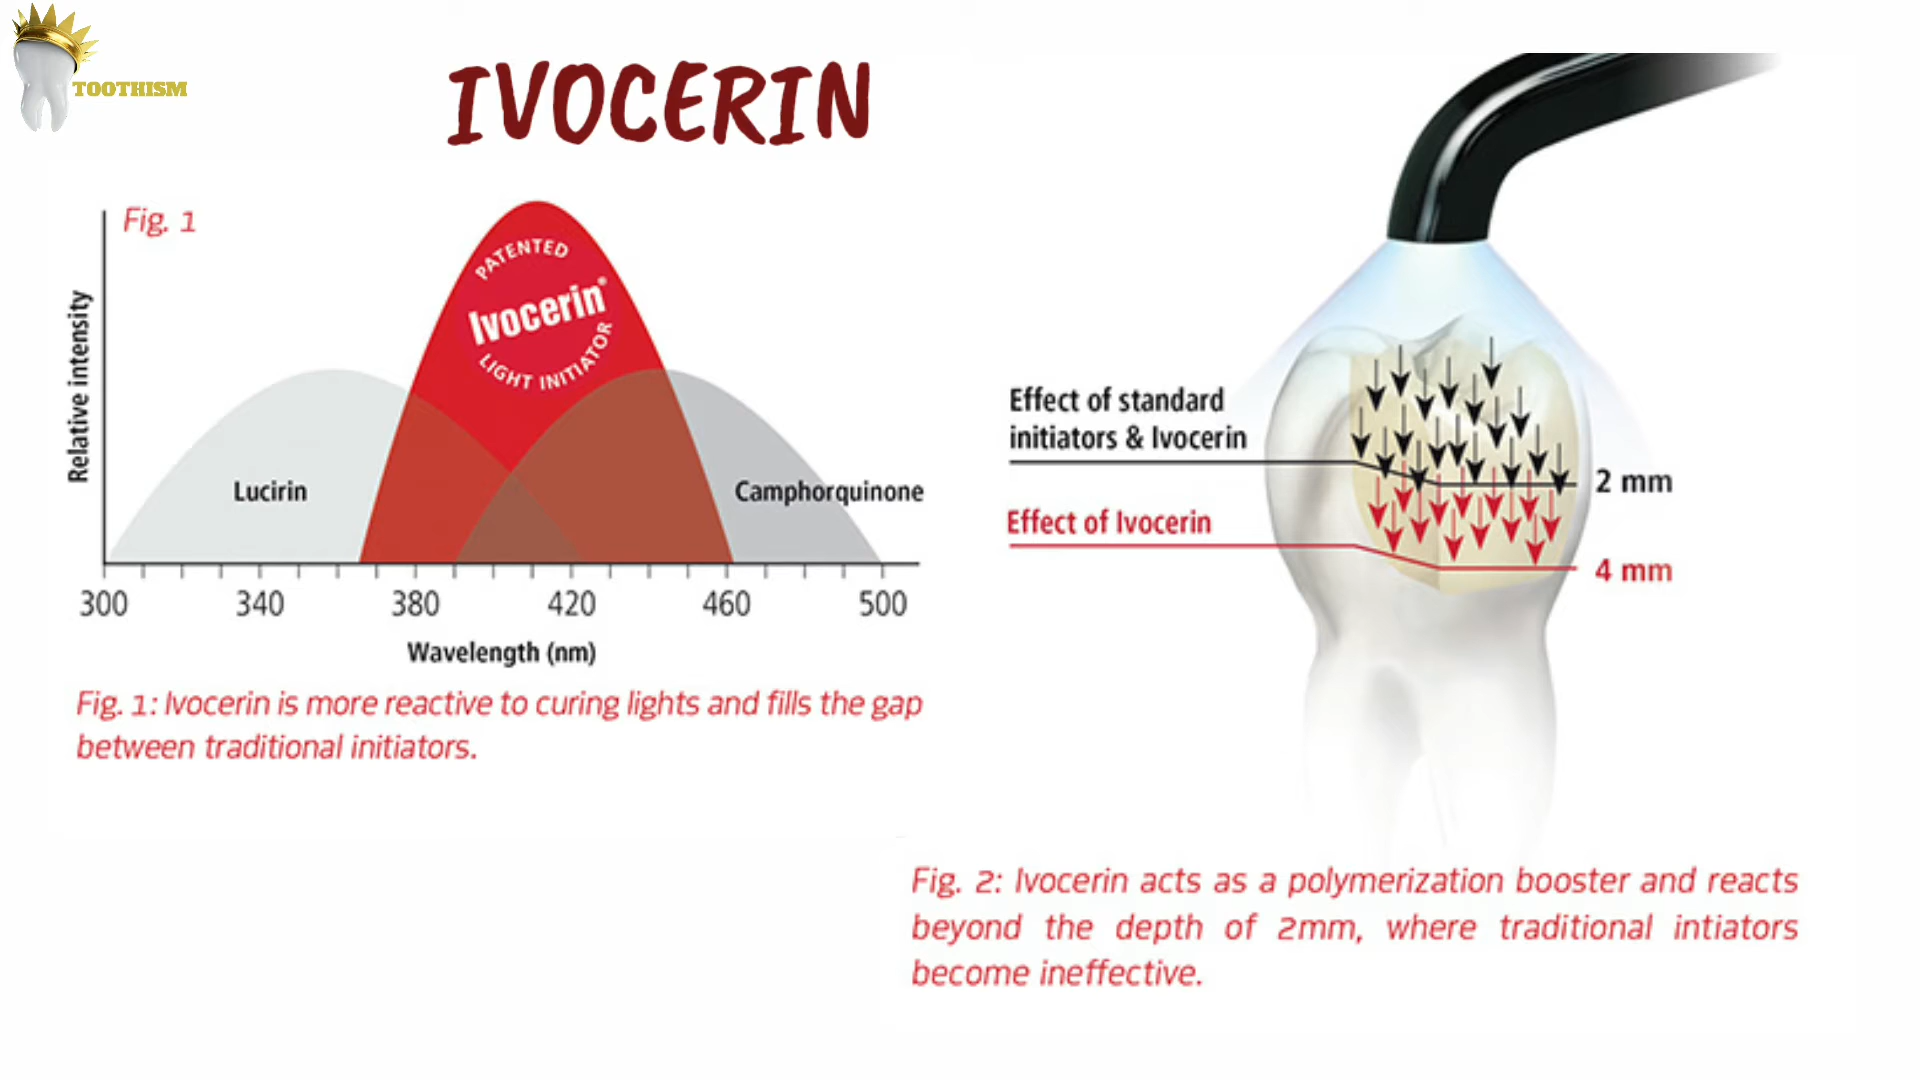 TOOTHISM
IVOCERIN
Fig. 1
Relative intensity
PATENTED
Ivocerin®
LIGHT INITIATOR
Lucirin
Camphorquinone
300 340 380 420 460 500
Wavelength (nm)
Fig. 1: Ivocerin is more reactive to curing lights and fills the gap
between traditional initiators.
Effect of standard
initiators & Ivocerin
2 mm
Effect of Ivocerin
4 mm
Fig. 2: Ivocerin acts as a polymerization booster and reacts
beyond the depth of 2mm, where traditional intiators
become ineffective.